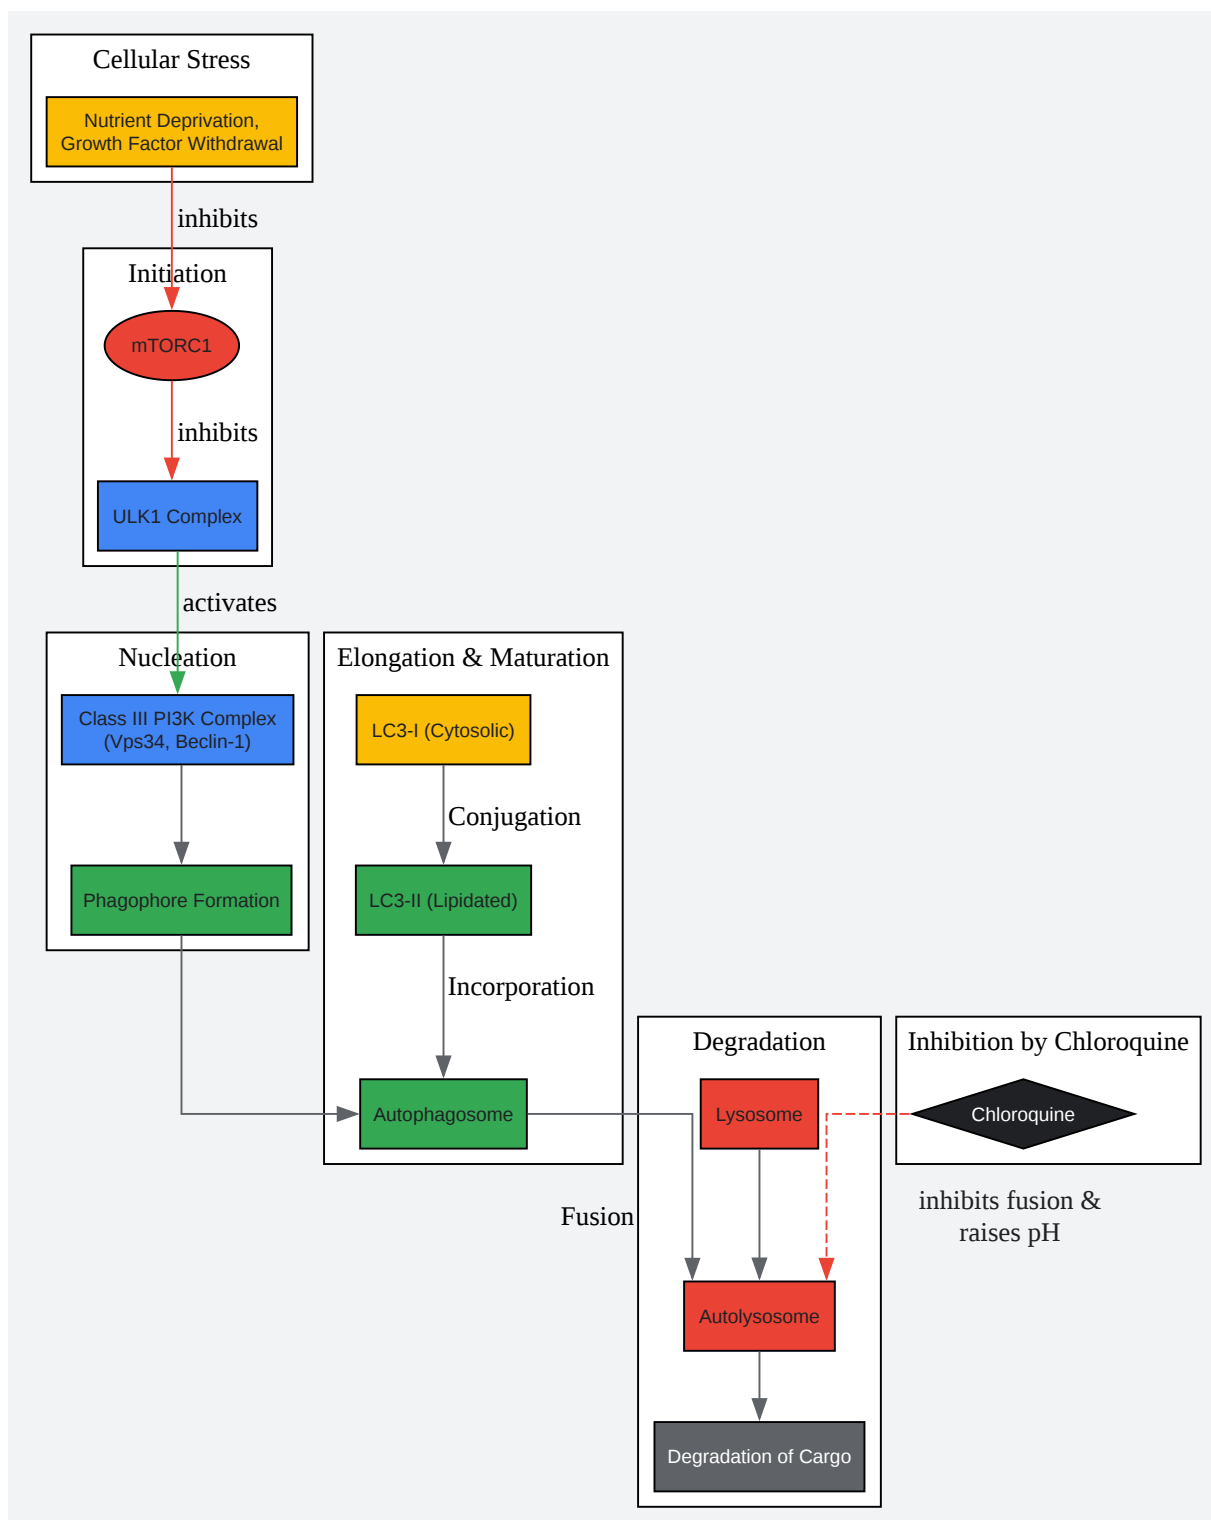 Cellular Stress
Nutrient Deprivation,
Growth Factor Withdrawal
inhibits
Initiation
mTORC1
inhibits
ULK1 Complex
activates
Nucleation
Class III PI3K Complex
(Vps34, Beclin-1)
Phagophore Formation
Elongation & Maturation
LC3-I (Cytosolic)
Conjugation
LC3-II (Lipidated)
Incorporation
Autophagosome
Fusion
Degradation
Lysosome
Autolysosome
Degradation of Cargo
Inhibition by Chloroquine
Chloroquine
inhibits fusion &
raises pH